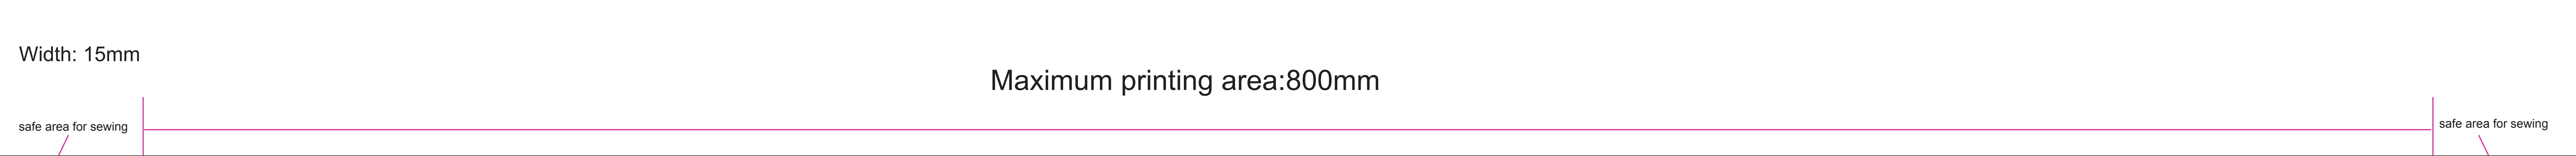 Width: 15mm
Maximum printing area:800mm
safe area for sewing
safe area for sewing